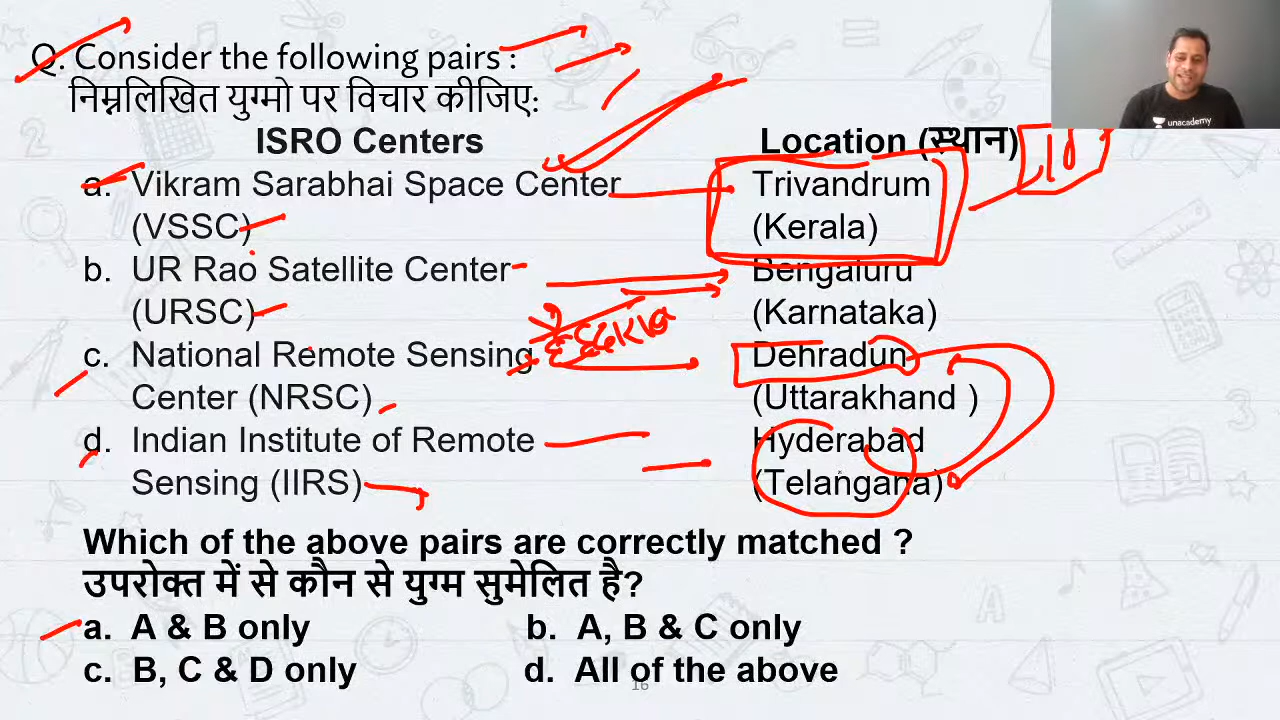 Q. Consider the following pairs :
निम्नलिखित युग्मो पर विचार कीजिए:
ISRO Centers Location (स्थान)
a. Vikram Sarabhai Space Center Trivandrum
(VSSC) (Kerala)
b. UR Rao Satellite Center Bengaluru
(URSC) (Karnataka)
c. National Remote Sensing Dehradun
Center (NRSC) (Uttarakhand )
d. Indian Institute of Remote Hyderabad
Sensing (IIRS) (Telangana)
Which of the above pairs are correctly matched ?
उपरोक्त में से कौन से युग्म सुमेलित है?
a. A & B only b. A, B & C only
c. B, C & D only d. All of the above
16
unacademy